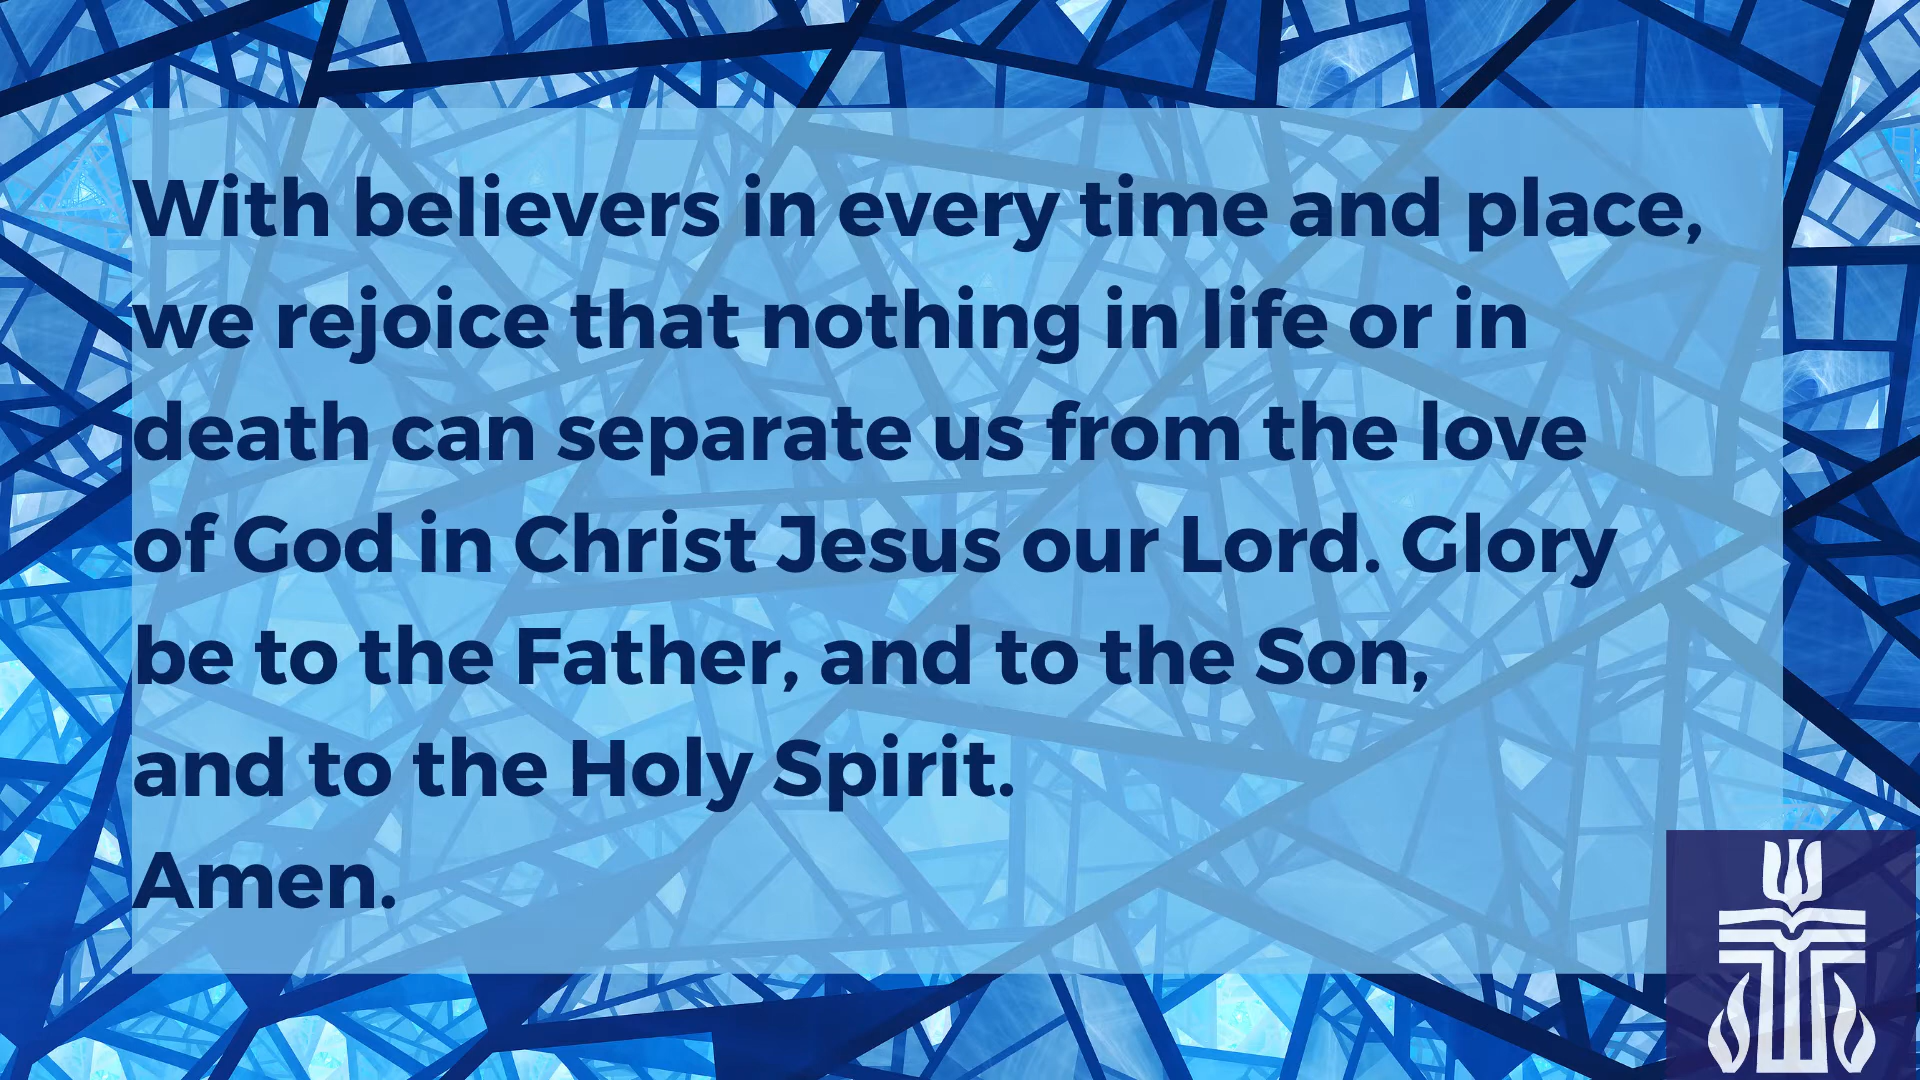 With believers in every time and place,
we rejoice that nothing in life or in
death can separate us from the love
of God in Christ Jesus our Lord. Glory
be to the Father, and to the Son,
and to the Holy Spirit.
Amen.